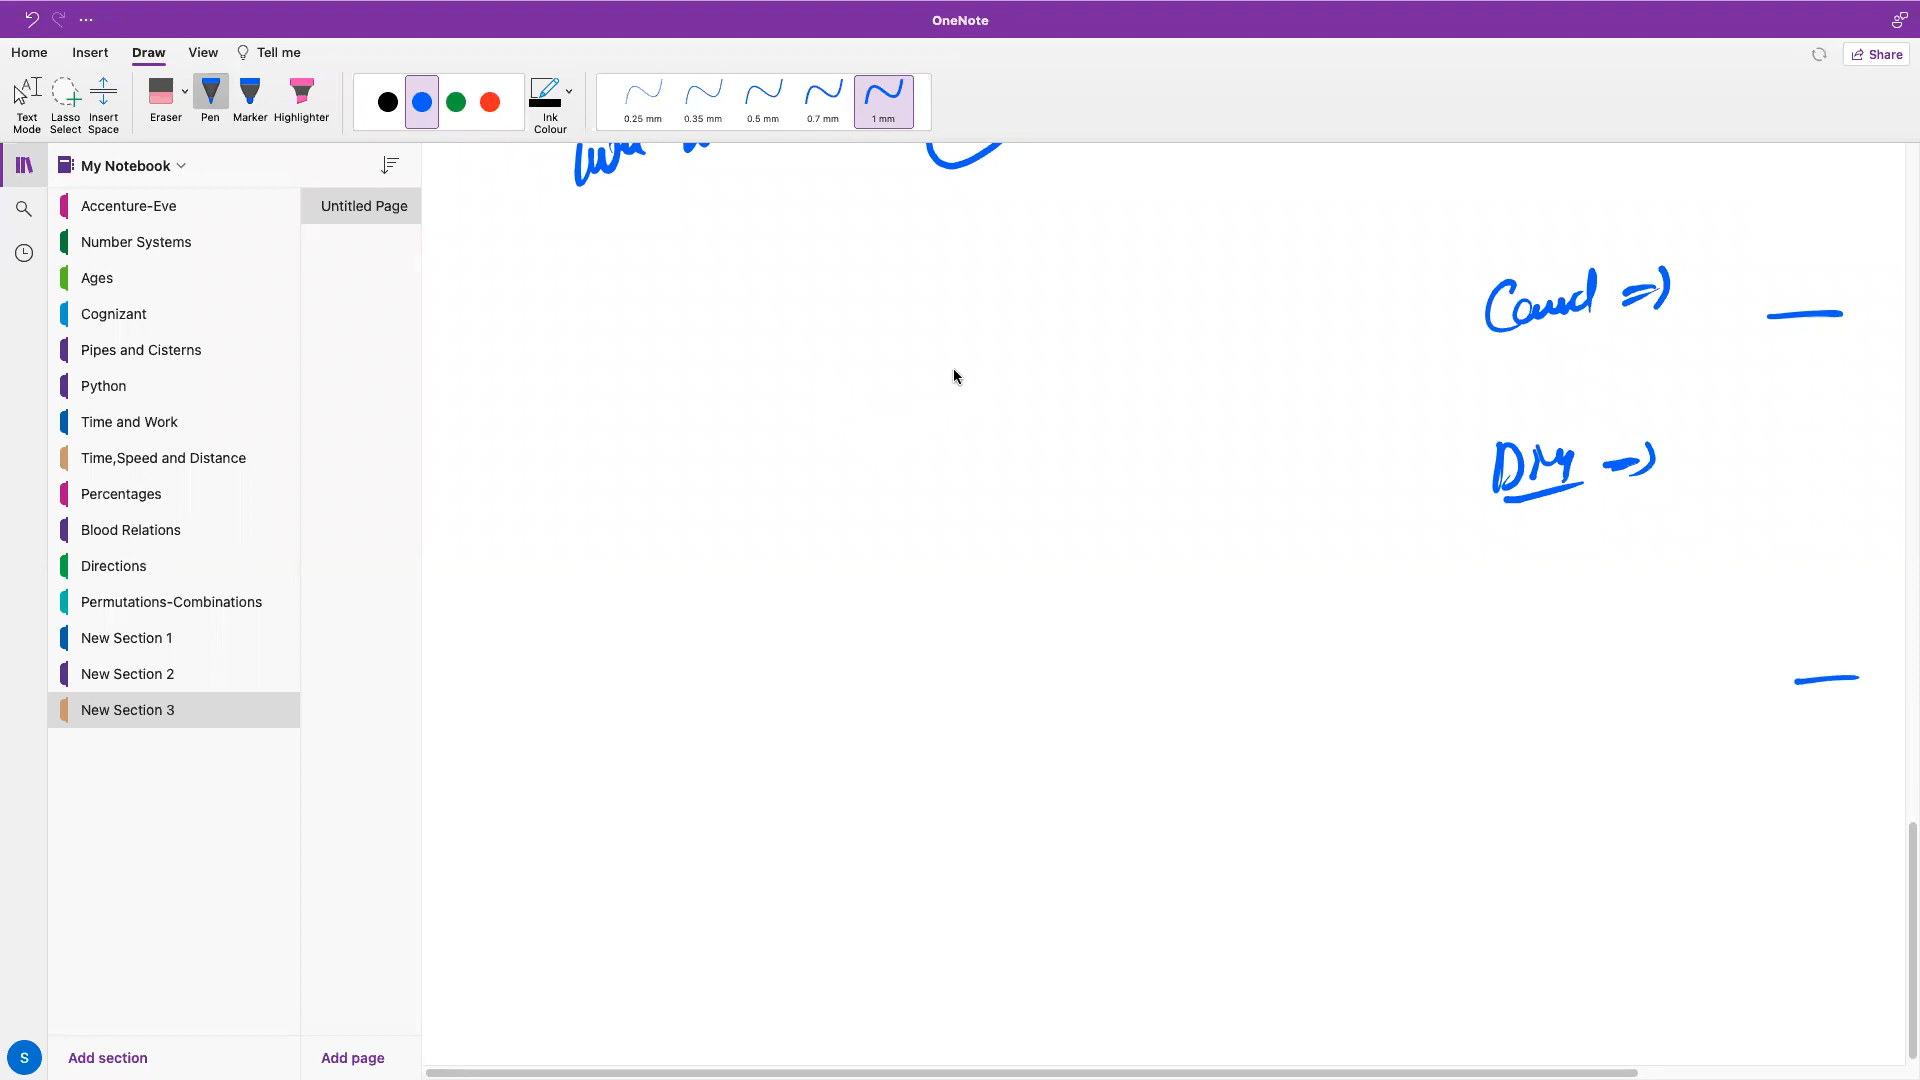 OneNote
Home Insert Draw View Tell me
Share
Text Mode
Lasso Select
Insert Space
Eraser
Pen
Marker
Highlighter
Ink Colour
0.25 mm
0.35 mm
0.5 mm
0.7 mm
1 mm
My Notebook
Accenture-Eve
Number Systems
Ages
Cognizant
Pipes and Cisterns
Python
Time and Work
Time,Speed and Distance
Percentages
Blood Relations
Directions
Permutations-Combinations
New Section 1
New Section 2
New Section 3
Untitled Page
⇒
⇒
S
Add section
Add page